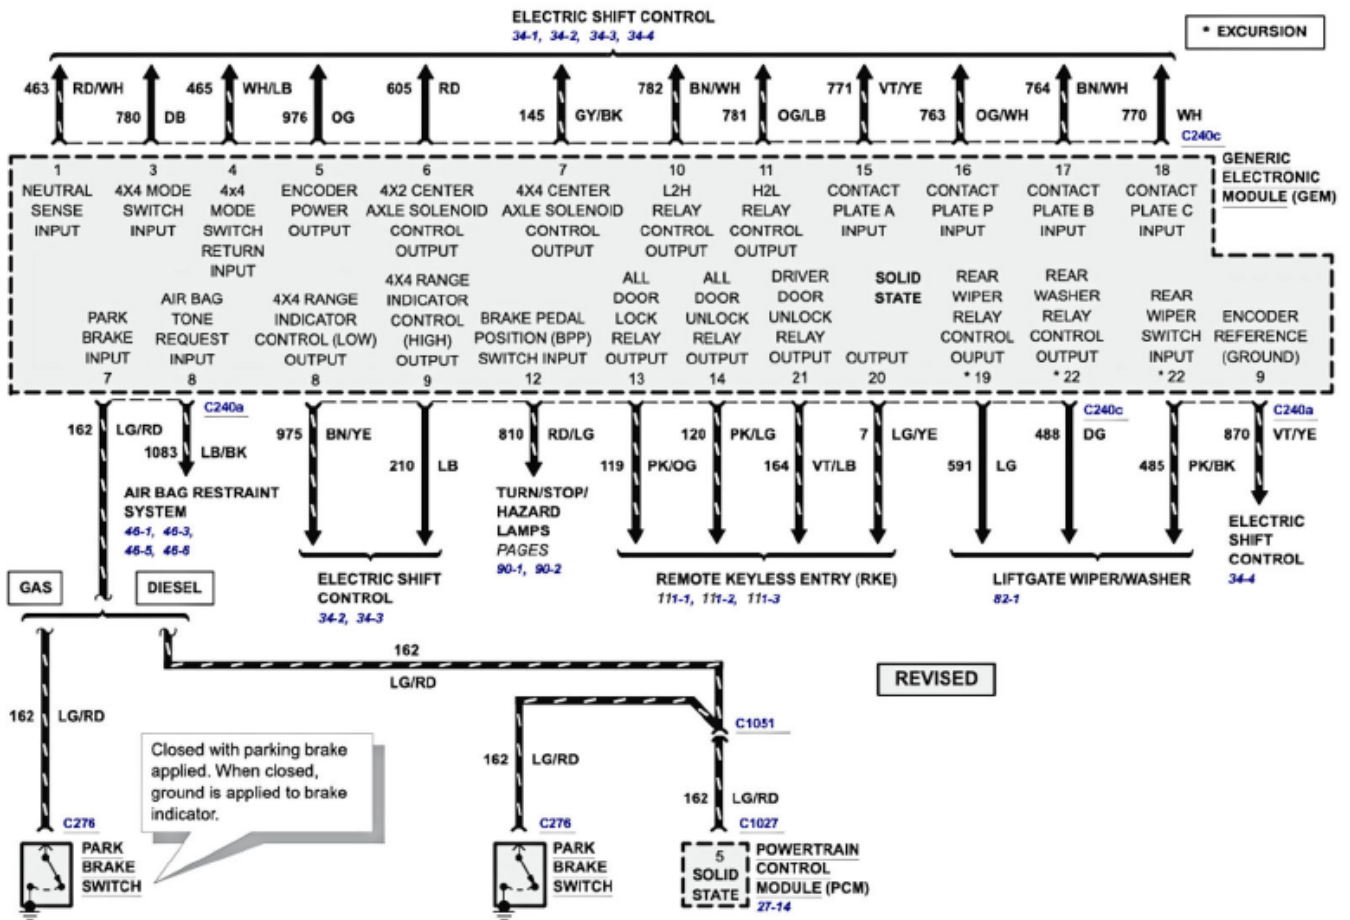 ELECTRIC SHIFT CONTROL
34-1, 34-2, 34-3, 34-4
* EXCURSION
463 RD/WH
465 WH/LB
605 RD
782 BN/WH
771 VT/YE
764 BN/WH
780 DB
976 OG
145 GY/BK
781 OG/LB
763 OG/WH
770 WH
C240c
GENERIC
ELECTRONIC
MODULE (GEM)
1
NEUTRAL
SENSE
INPUT
3
4X4 MODE
SWITCH
INPUT
4
4x4
MODE
SWITCH
RETURN
INPUT
5
ENCODER
POWER
OUTPUT
6
4X2 CENTER
AXLE SOLENOID
CONTROL
OUTPUT
7
4X4 CENTER
AXLE SOLENOID
CONTROL
OUTPUT
10
L2H
RELAY
CONTROL
OUTPUT
11
H2L
RELAY
CONTROL
OUTPUT
15
CONTACT
PLATE A
INPUT
16
CONTACT
PLATE P
INPUT
17
CONTACT
PLATE B
INPUT
18
CONTACT
PLATE C
INPUT
PARK
BRAKE
INPUT
7
AIR BAG
TONE
REQUEST
INPUT
8
4X4 RANGE
INDICATOR
CONTROL (LOW)
OUTPUT
8
4X4 RANGE
INDICATOR
CONTROL
(HIGH)
OUTPUT
9
BRAKE PEDAL
POSITION (BPP)
SWITCH INPUT
12
ALL
DOOR
LOCK
RELAY
OUTPUT
13
ALL
DOOR
UNLOCK
RELAY
OUTPUT
14
DRIVER
DOOR
UNLOCK
RELAY
OUTPUT
21
SOLID
STATE
OUTPUT
20
REAR
WIPER
RELAY
CONTROL
OUPUT
* 19
REAR
WASHER
RELAY
CONTROL
OUTPUT
* 22
REAR
WIPER
SWITCH
INPUT
* 22
ENCODER
REFERENCE
(GROUND)
9
C240a
C240c
C240a
162 LG/RD
1083 LB/BK
975 BN/YE
210 LB
810 RD/LG
119 PK/OG
120 PK/LG
164 VT/LB
7 LG/YE
591 LG
488 DG
485 PK/BK
870 VT/YE
AIR BAG RESTRAINT
SYSTEM
46-1, 46-3,
46-5, 46-6
TURN/STOP/
HAZARD
LAMPS
PAGES
90-1, 90-2
ELECTRIC
SHIFT
CONTROL
34-4
GAS
DIESEL
ELECTRIC SHIFT
CONTROL
34-2, 34-3
REMOTE KEYLESS ENTRY (RKE)
111-1, 111-2, 111-3
LIFTGATE WIPER/WASHER
82-1
162
LG/RD
REVISED
162 LG/RD
C1051
Closed with parking brake
applied. When closed,
ground is applied to brake
indicator.
162 LG/RD
162 LG/RD
C276
C276
C1027
PARK
BRAKE
SWITCH
PARK
BRAKE
SWITCH
5
SOLID
STATE
POWERTRAIN
CONTROL
MODULE (PCM)
27-14